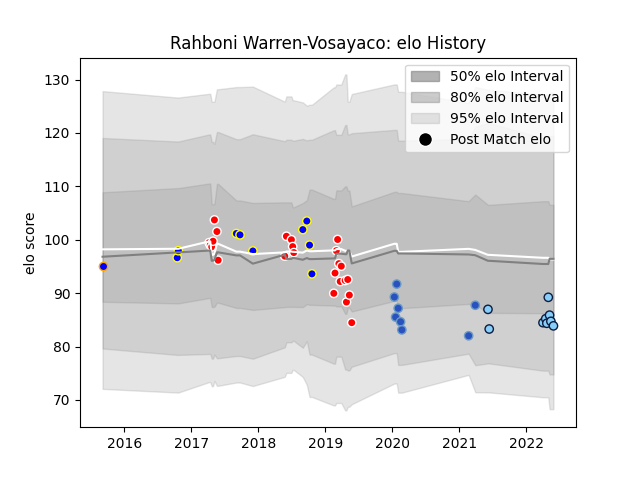 Rahboni Warren-Vosayaco: elo History
50% elo Interval
80% elo Interval
95% elo Interval
Post Match elo
elo score
130
120
110
100
90
80
70
2016 2017 2018 2019 2020 2021 2022